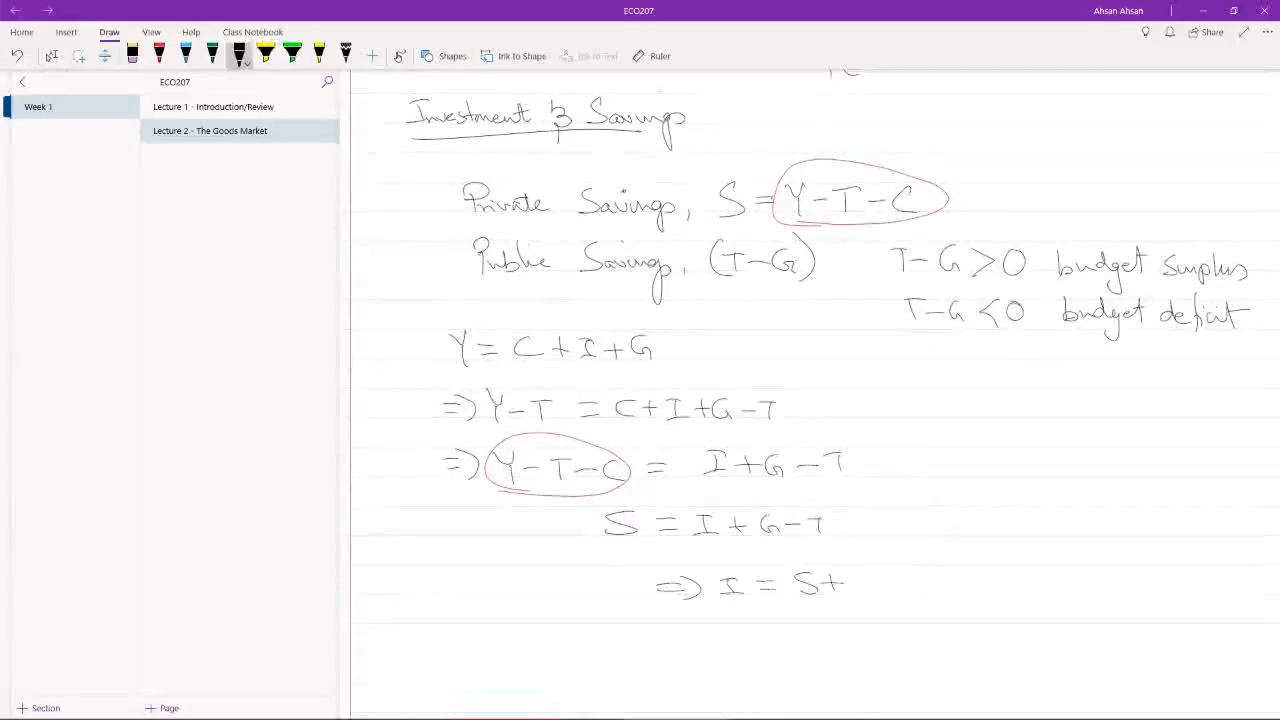 ECO207
Ahsan Ahsan
Home Insert Draw View Help Class Notebook
Share
Shapes Ink to Shape Ink to Text Ruler
ECO207
Week 1
Lecture 1 - Introduction/Review
Lecture 2 - The Goods Market
+ Section
+ Page
Investment & Savings
Private Savings, S = Y-T-C
Public Savings, (T-G) T-G > 0 budget surplus
T-G < 0 budget deficit
Y = C+I+G
=> Y-T = C+I+G-T
=> Y-T-C = I+G-T
S = I+G-T
=> I = S+